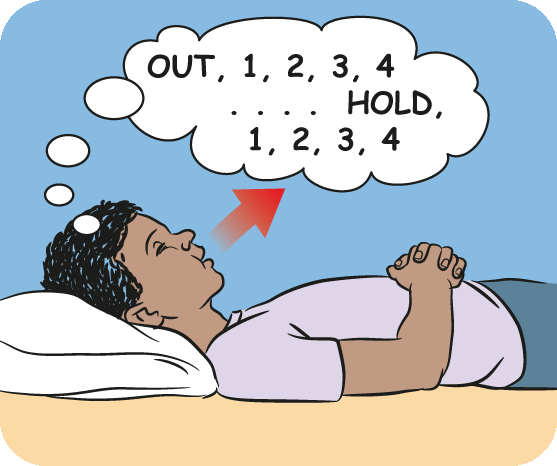 OUT, 1, 2, 3, 4
. . . . HOLD,
1, 2, 3, 4